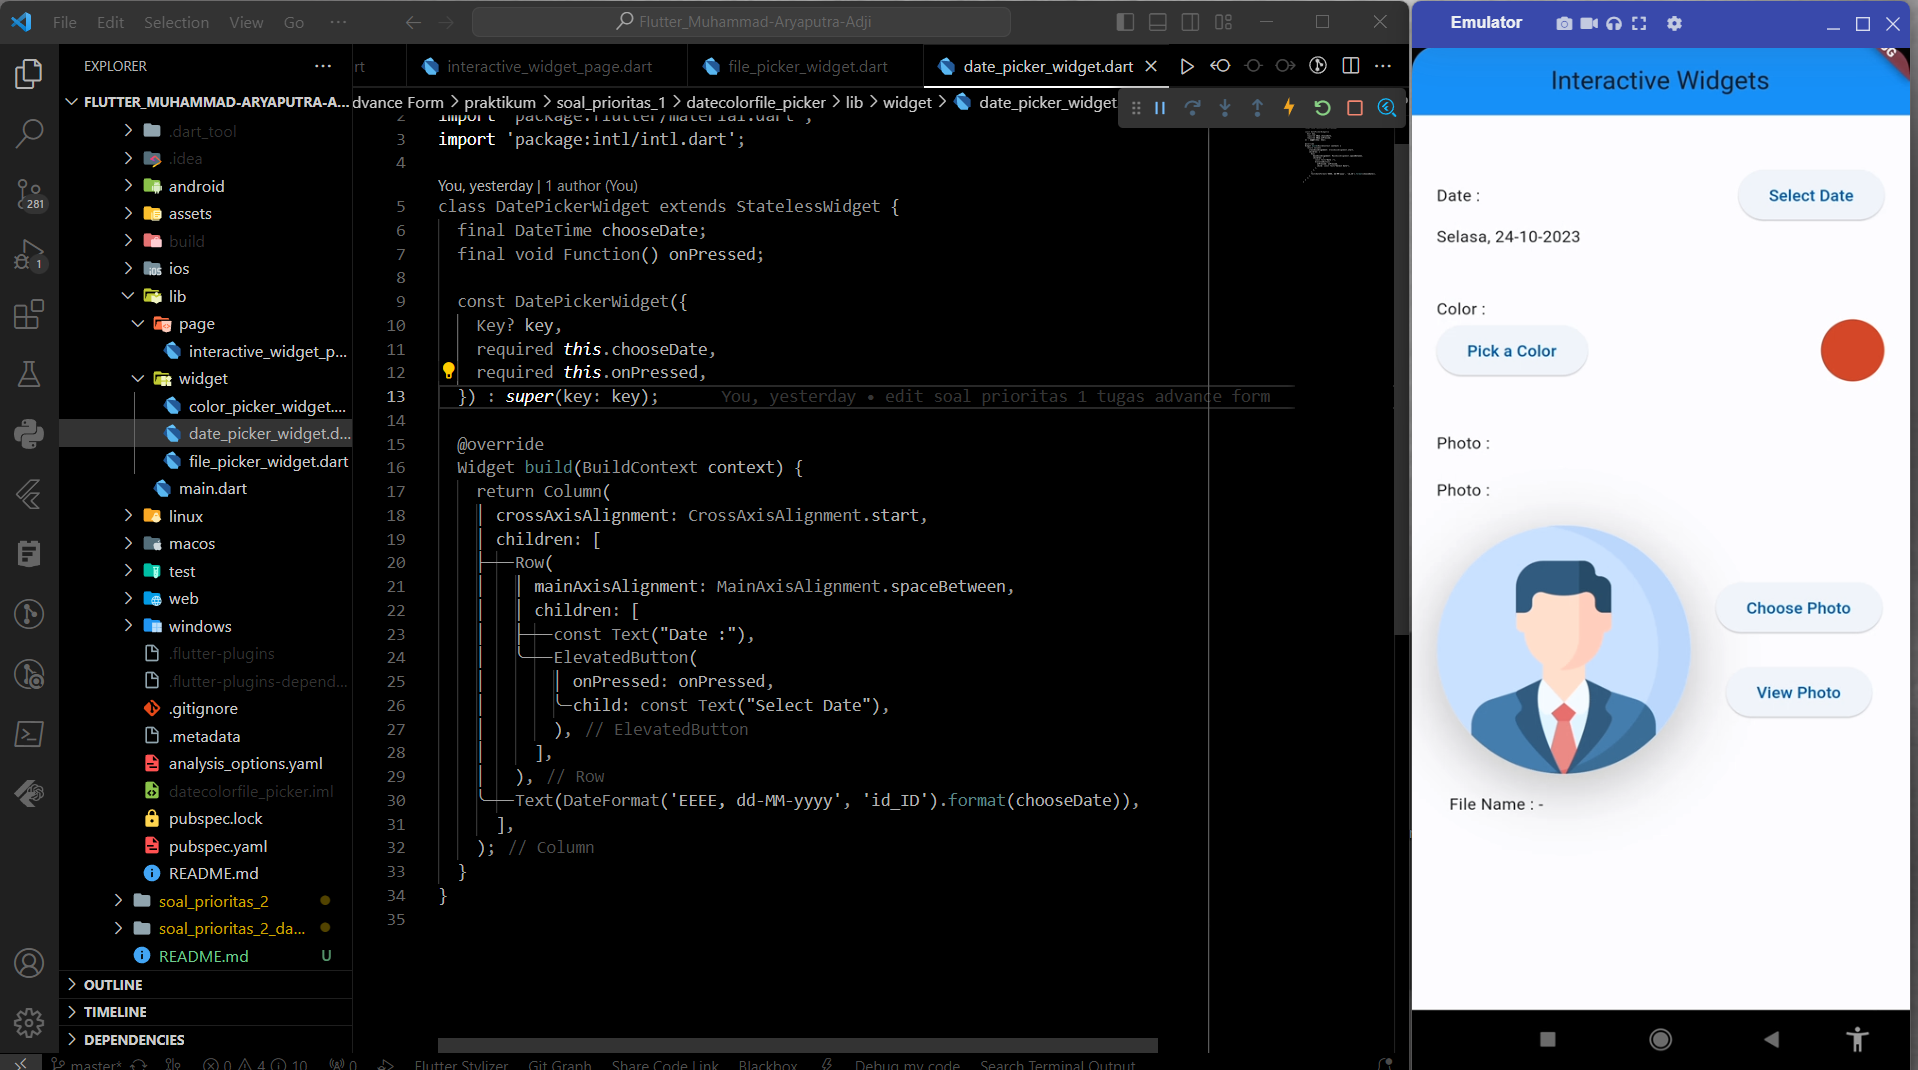 File Edit Selection View Go ···
Flutter_Muhammad-Aryaputra-Adji
EXPLORER
FLUTTER_MUHAMMAD-ARYAPUTRA-A...
.dart_tool
.idea
android
assets
build
ios
lib
page
interactive_widget_p...
widget
color_picker_widget....
date_picker_widget.d...
file_picker_widget.dart
main.dart
linux
macos
test
web
windows
.flutter-plugins
.flutter-plugins-depend...
.gitignore
.metadata
analysis_options.yaml
datecolorfile_picker.iml
pubspec.lock
pubspec.yaml
README.md
soal_prioritas_2
soal_prioritas_2_da...
README.md U
OUTLINE
TIMELINE
DEPENDENCIES
281
1
rt interactive_widget_page.dart file_picker_widget.dart date_picker_widget.dart
dvance Form > praktikum > soal_prioritas_1 > datecolorfile_picker > lib > widget > date_picker_widget
2 import 'package:flutter/material.dart';
3 import 'package:intl/intl.dart';
4
You, yesterday | 1 author (You)
5 class DatePickerWidget extends StatelessWidget {
6 final DateTime chooseDate;
7 final void Function() onPressed;
8
9 const DatePickerWidget({
10 Key? key,
11 required this.chooseDate,
12 required this.onPressed,
13 }) : super(key: key); You, yesterday • edit soal prioritas 1 tugas advance form
14
15 @override
16 Widget build(BuildContext context) {
17 return Column(
18 crossAxisAlignment: CrossAxisAlignment.start,
19 children: [
20 Row(
21 mainAxisAlignment: MainAxisAlignment.spaceBetween,
22 children: [
23 const Text("Date :"),
24 ElevatedButton(
25 onPressed: onPressed,
26 child: const Text("Select Date"),
27 ), // ElevatedButton
28 ],
29 ), // Row
30 Text(DateFormat('EEEE, dd-MM-yyyy', 'id_ID').format(chooseDate)),
31 ],
32 ); // Column
33 }
34 }
35
master* 0 4 10 0 Flutter Stylizer Git Graph Share Code Link Blackbox Debug my code Search Terminal Output
Emulator
Interactive Widgets
Date :
Select Date
Selasa, 24-10-2023
Color :
Pick a Color
Photo :
Photo :
Choose Photo
View Photo
File Name : -